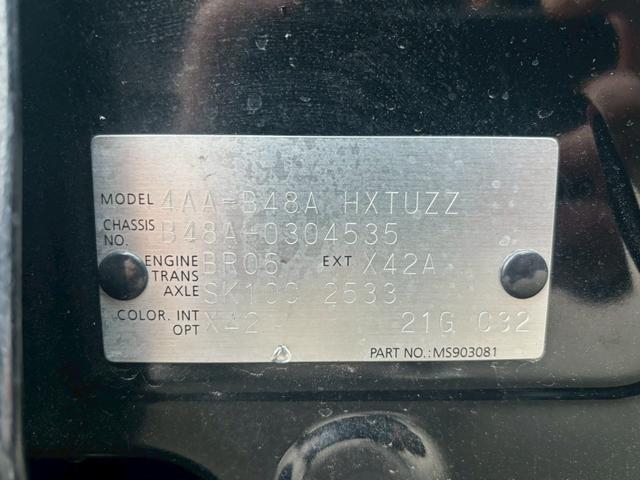 MODEL 4AA-B48A HXTUZZ
CHASSIS NO. B48A-0304535
ENGINE BR06 EXT X42A
TRANS AXLE SK10C 2533
COLOR. INT OPT X42 21G 032
PART NO.: MS903081